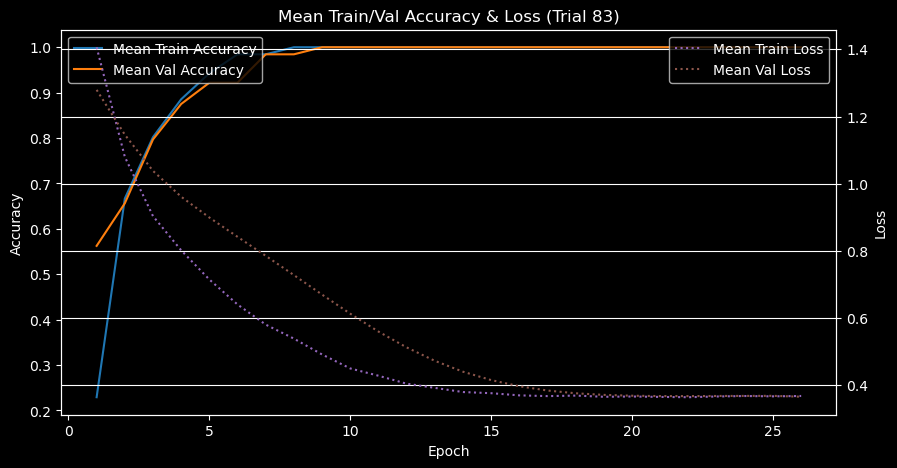 Mean Train/Val Accuracy & Loss (Trial 83)
Mean Train Accuracy
Mean Val Accuracy
Mean Train Loss
Mean Val Loss
1.0
0.9
0.8
0.7
0.6
0.5
0.4
0.3
0.2
Accuracy
1.4
1.2
1.0
0.8
0.6
0.4
Loss
0
5
10
15
20
25
Epoch